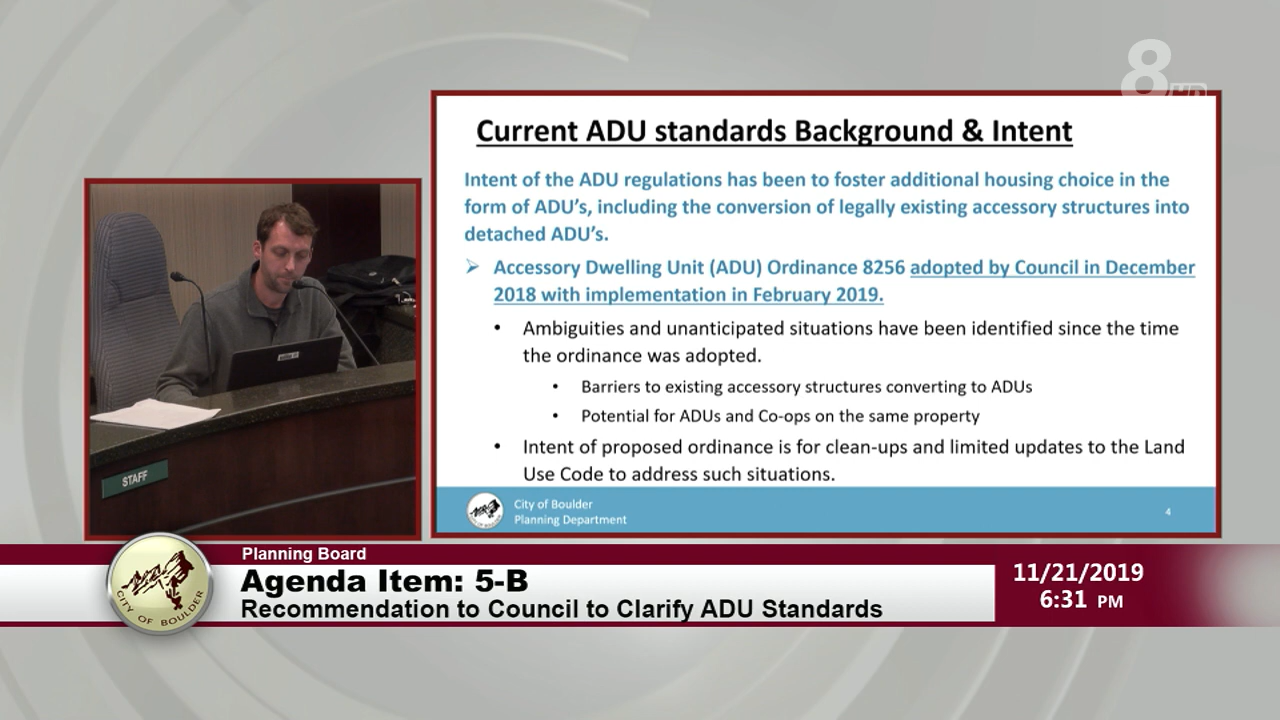 8
HD
Current ADU standards Background & Intent
Intent of the ADU regulations has been to foster additional housing choice in the
form of ADU's, including the conversion of legally existing accessory structures into
detached ADU's.
➢ Accessory Dwelling Unit (ADU) Ordinance 8256 adopted by Council in December
2018 with implementation in February 2019.
• Ambiguities and unanticipated situations have been identified since the time
the ordinance was adopted.
• Barriers to existing accessory structures converting to ADUs
• Potential for ADUs and Co-ops on the same property
• Intent of proposed ordinance is for clean-ups and limited updates to the Land
Use Code to address such situations.
City of Boulder
Planning Department
4
STAFF
Planning Board
Agenda Item: 5-B
Recommendation to Council to Clarify ADU Standards
11/21/2019
6:31 PM
CITY OF BOULDER